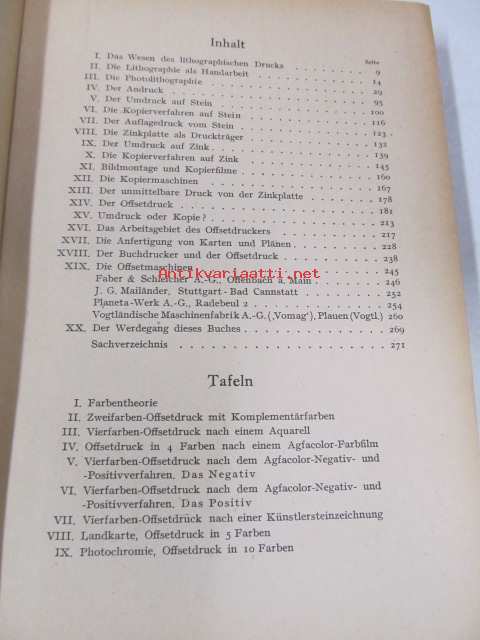 Inhalt
Seite
I. Das Wesen des lithographischen Drucks . . . . . . . . 9
II. Die Lithographie als Handarbeit . . . . . . . . 14
III. Die Photolithographie . . . . . . . . 29
IV. Der Andruck . . . . . . . . 95
V. Der Umdruck auf Stein . . . . . . . . 100
VI. Die Kopierverfahren auf Stein . . . . . . . . 116
VII. Der Auflagedruck vom Stein . . . . . . . . 123
VIII. Die Zinkplatte als Druckträger . . . . . . . . 132
IX. Der Umdruck auf Zink . . . . . . . . 139
X. Die Kopierverfahren auf Zink . . . . . . . . 145
XI. Bildmontage und Kopierfilme . . . . . . . . 160
XII. Die Kopiermaschinen . . . . . . . . 167
XIII. Der unmittelbare Druck von der Zinkplatte . . . . . . . . 178
XIV. Der Offsetdruck . . . . . . . . 181
XV. Umdruck oder Kopie? . . . . . . . . 213
XVI. Das Arbeitsgebiet des Offsetdruckers . . . . . . . . 217
XVII. Die Anfertigung von Karten und Plänen . . . . . . . . 228
XVIII. Der Buchdrucker und der Offsetdruck . . . . . . . . 238
XIX. Die Offsetmaschinen . . . . . . . . 245
Antikvariaatti.net
Faber & Schleicher A.-G., Offenbach a. Main . . . . 246
J. G. Mailänder, Stuttgart-Bad Cannstatt . . . . . . 252
Planeta-Werk A.-G., Radebeul 2 . . . . . . . . 254
Vogtländische Maschinenfabrik A.-G. (‚Vomag‘), Plauen (Vogtl.) 260
XX. Der Werdegang dieses Buches . . . . . . . . 269
Sachverzeichnis . . . . . . . . 271
Tafeln
I. Farbentheorie
II. Zweifarben-Offsetdruck mit Komplementärfarben
III. Vierfarben-Offsetdruck nach einem Aquarell
IV. Offsetdruck in 4 Farben nach einem Agfacolor-Farbfilm
V. Vierfarben-Offsetdruck nach dem Agfacolor-Negativ- und
-Positivverfahren. Das Negativ
VI. Vierfarben-Offsetdruck nach dem Agfacolor-Negativ- und
-Positivverfahren. Das Positiv
VII. Vierfarben-Offsetdruck nach einer Künstlersteinzeichnung
VIII. Landkarte, Offsetdruck in 5 Farben
IX. Photochromie, Offsetdruck in 10 Farben